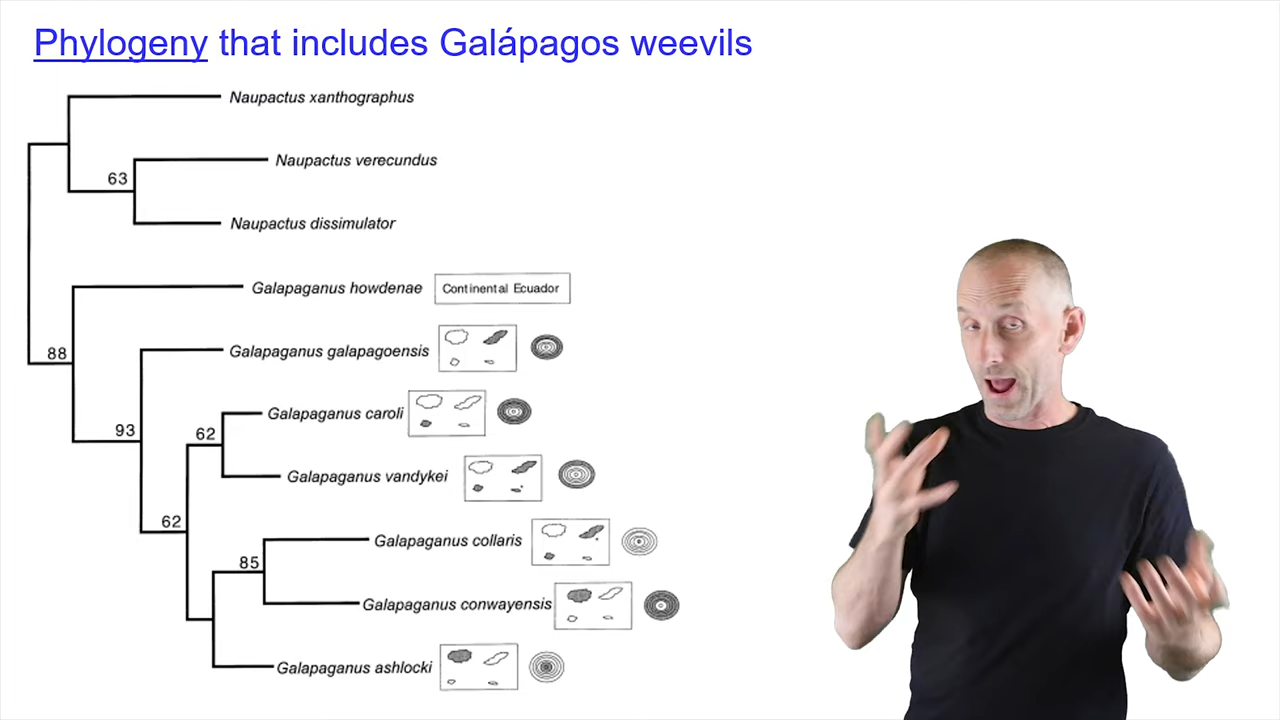 Phylogeny that includes Galápagos weevils
Naupactus xanthographus
Naupactus verecundus
63
Naupactus dissimulator
Galapaganus howdenae
Continental Ecuador
88
Galapaganus galapagoensis
Galapaganus caroli
93
62
Galapaganus vandykei
62
Galapaganus collaris
85
Galapaganus conwayensis
Galapaganus ashlocki